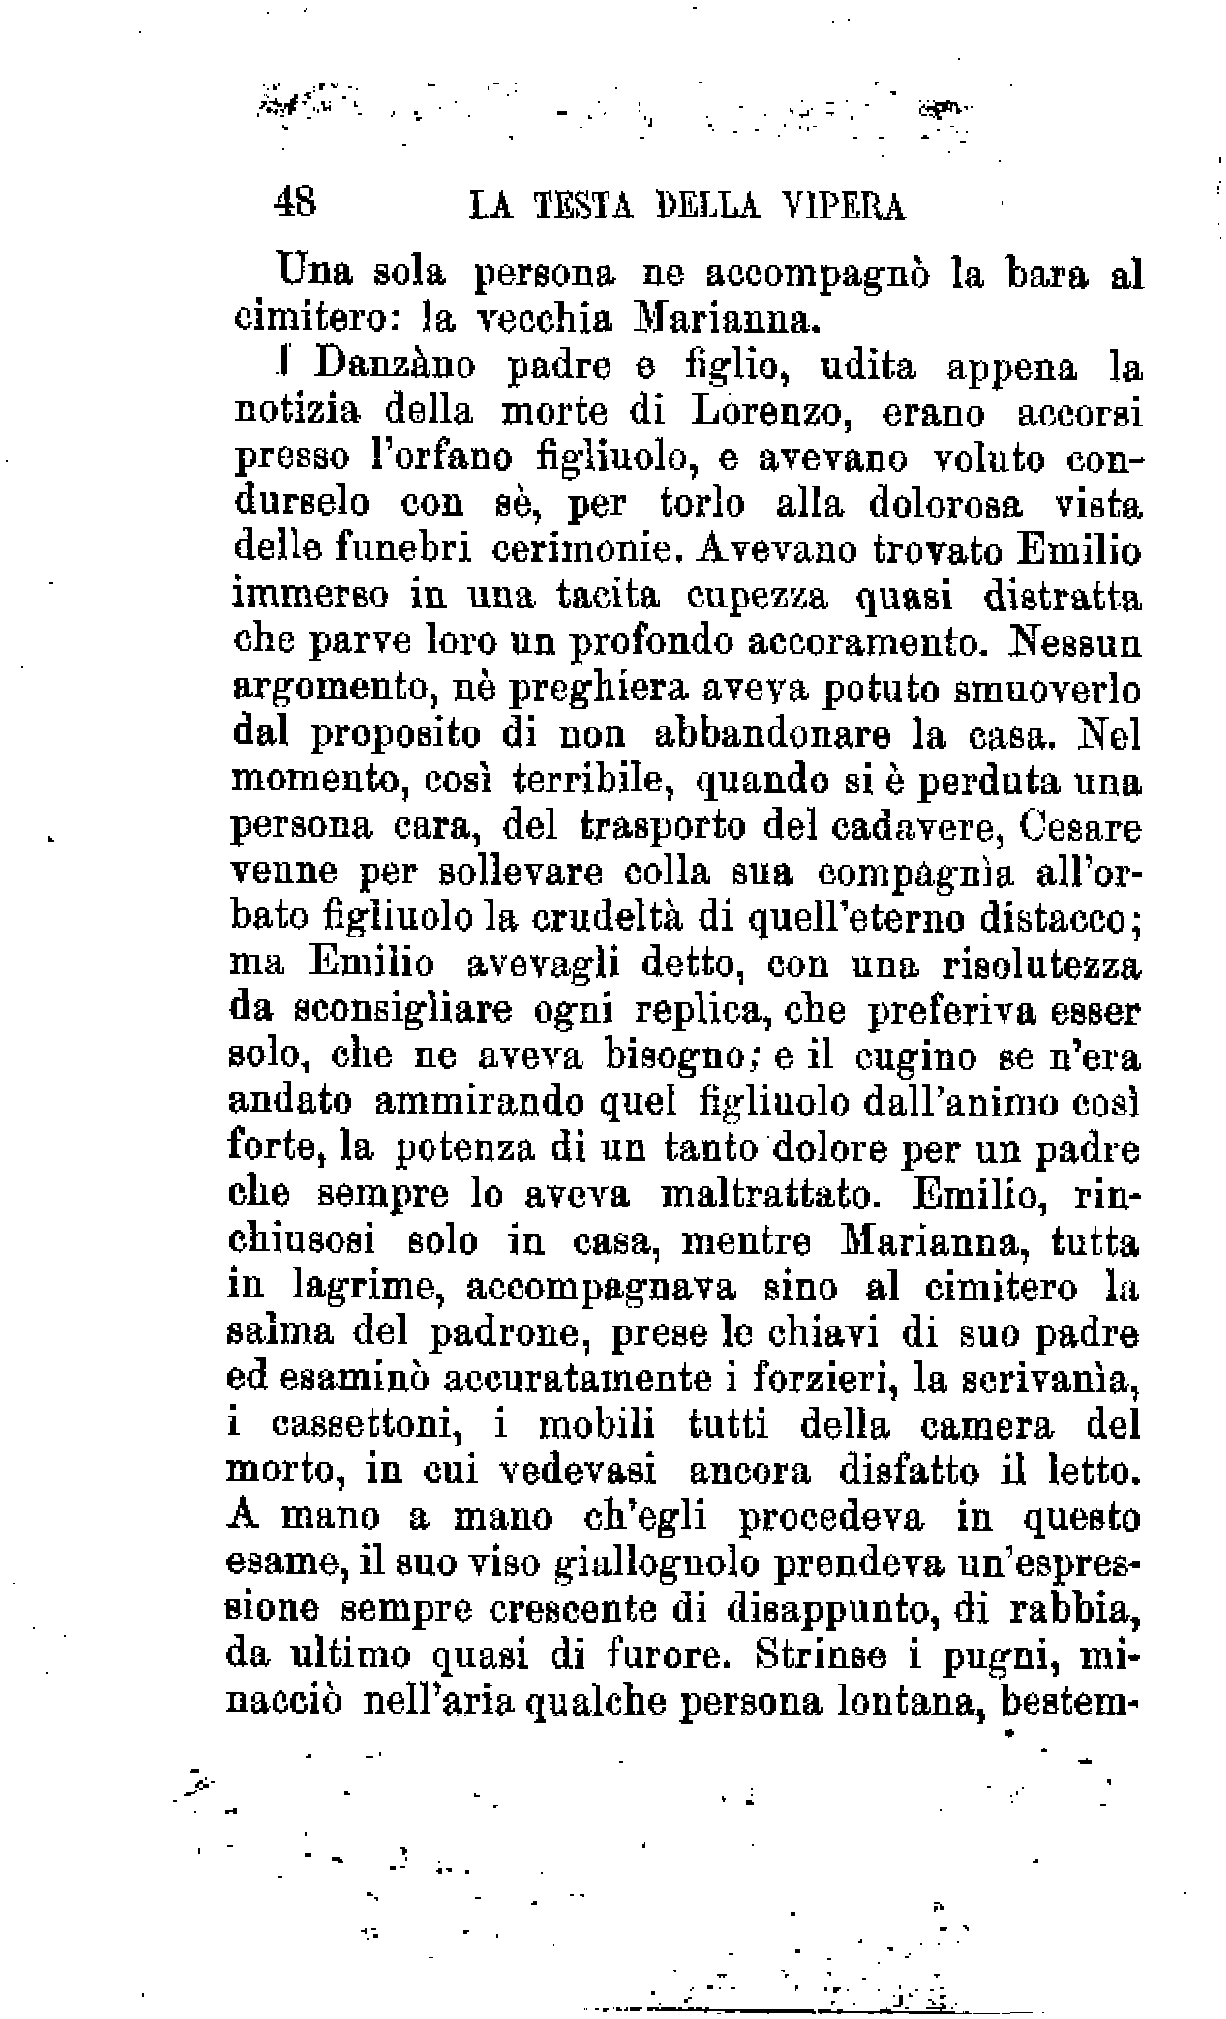 48 LA TESTA DELLA VIPERA
Una sola persona ne accompagnò la bara al
cimitero: la vecchia Marianna.
I Danzàno padre e figlio, udita appena la
notizia della morte di Lorenzo, erano accorsi
presso l'orfano figliuolo, e avevano voluto con-
durselo con sè, per torlo alla dolorosa vista
delle funebri cerimonie. Avevano trovato Emilio
immerso in una tacita cupezza quasi distratta
che parve loro un profondo accoramento. Nessun
argomento, nè preghiera aveva potuto smuoverlo
dal proposito di non abbandonare la casa. Nel
momento, così terribile, quando si è perduta una
persona cara, del trasporto del cadavere, Cesare
venne per sollevare colla sua compagnìa all'or-
bato figliuolo la crudeltà di quell'eterno distacco;
ma Emilio avevagli detto, con una risolutezza
da sconsigliare ogni replica, che preferiva esser
solo, che ne aveva bisogno; e il cugino se n'era
andato ammirando quel figliuolo dall'animo così
forte, la potenza di un tanto dolore per un padre
che sempre lo aveva maltrattato. Emilio, rin-
chiusosi solo in casa, mentre Marianna, tutta
in lagrime, accompagnava sino al cimitero la
salma del padrone, prese le chiavi di suo padre
ed esaminò accuratamente i forzieri, la scrivanìa,
i cassettoni, i mobili tutti della camera del
morto, in cui vedevasi ancora disfatto il letto.
A mano a mano ch'egli procedeva in questo
esame, il suo viso giallognolo prendeva un'espres-
sione sempre crescente di disappunto, di rabbia,
da ultimo quasi di furore. Strinse i pugni, mi-
nacciò nell'aria qualche persona lontana, bestem-